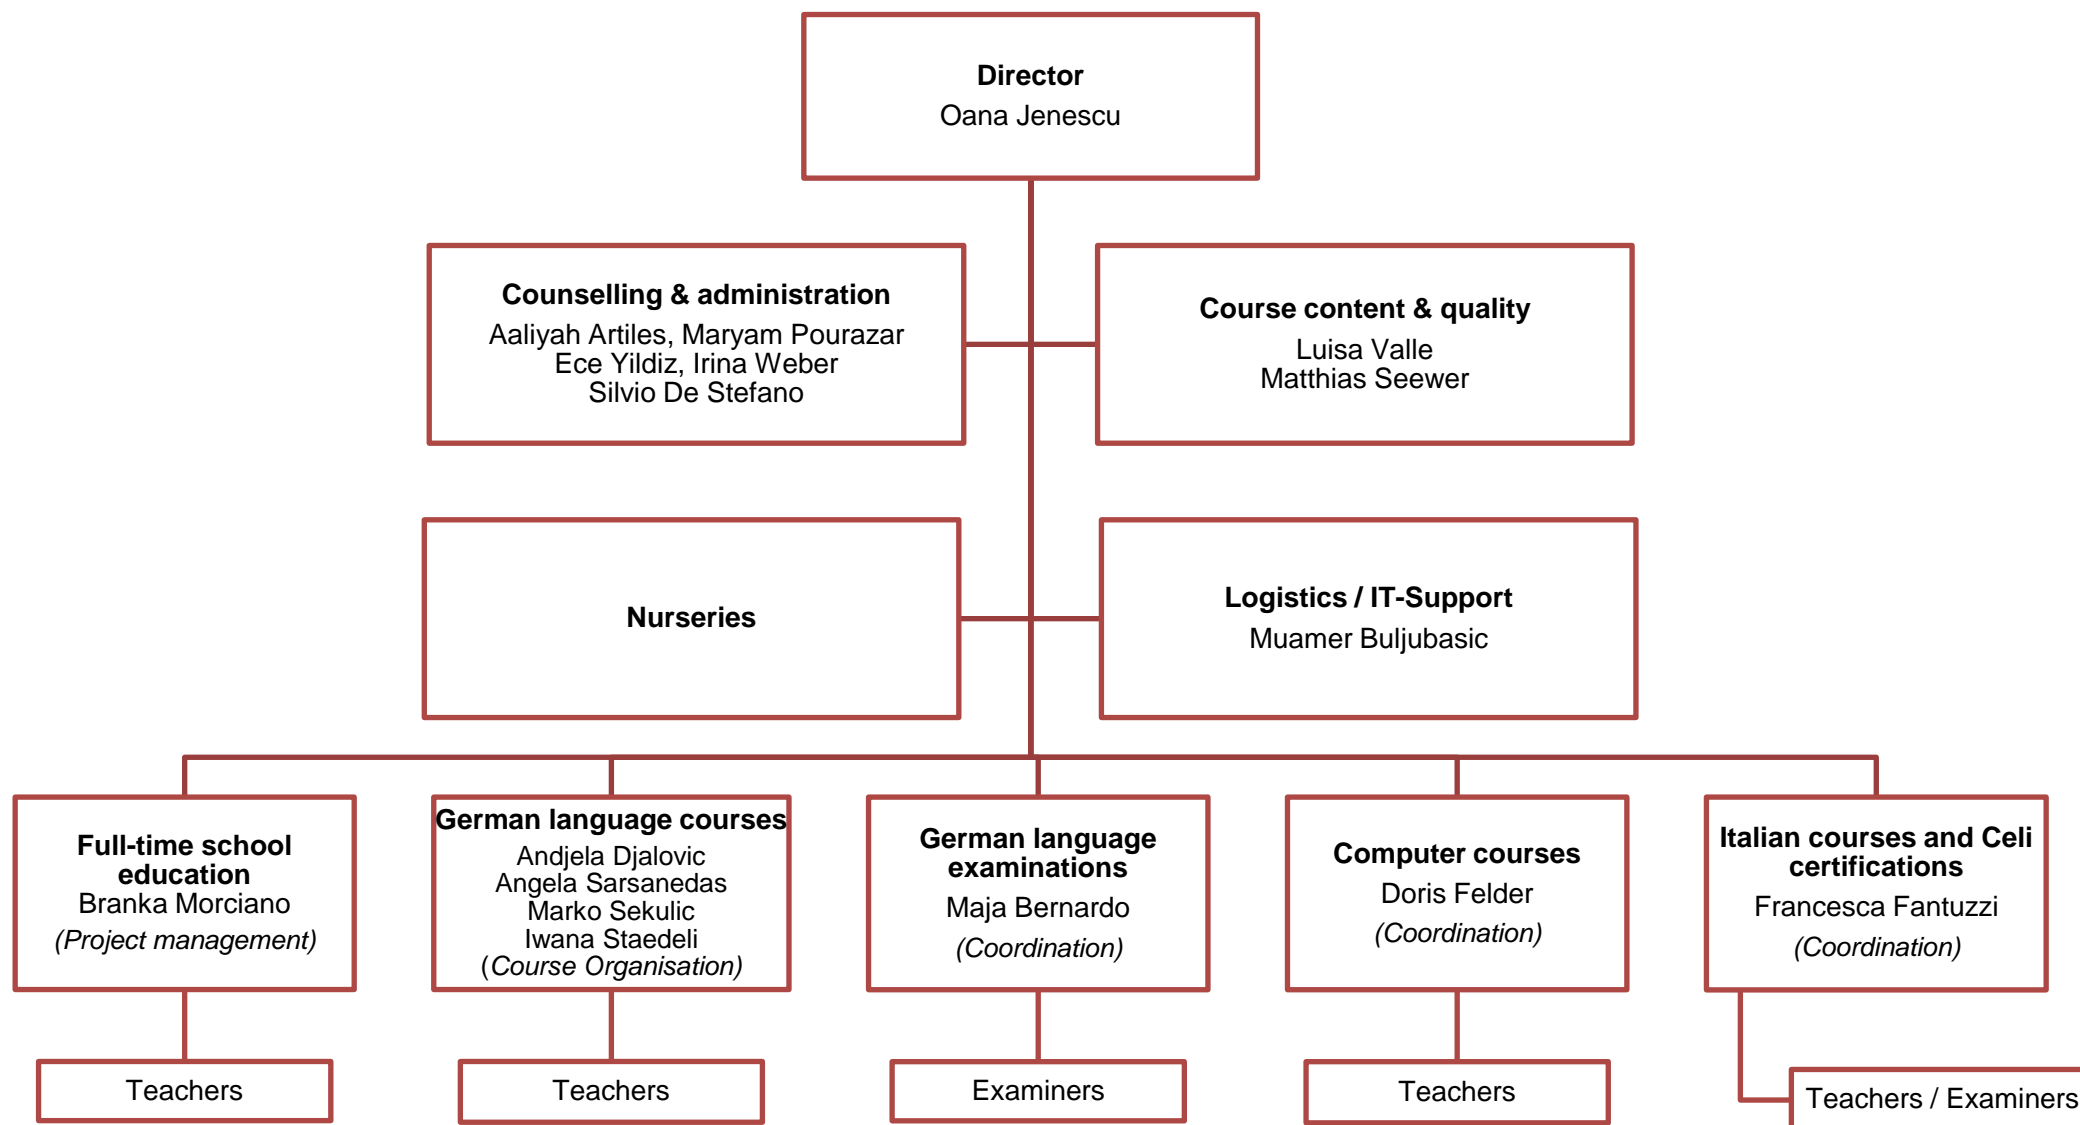 Director
Oana Jenescu
Counselling & administration
Aaliyah Artiles, Maryam Pourazar
Ece Yildiz, Irina Weber
Silvio De Stefano
Course content & quality
Luisa Valle
Matthias Seewer
Nurseries
Logistics / IT-Support
Muamer Buljubasic
Full-time school
education
Branka Morciano
(Project management)
German language courses
Andjela Djalovic
Angela Sarsanedas
Marko Sekulic
Iwana Staedeli
(Course Organisation)
German language
examinations
Maja Bernardo
(Coordination)
Computer courses
Doris Felder
(Coordination)
Italian courses and Celi
certifications
Francesca Fantuzzi
(Coordination)
Teachers
Teachers
Examiners
Teachers
Teachers / Examiners